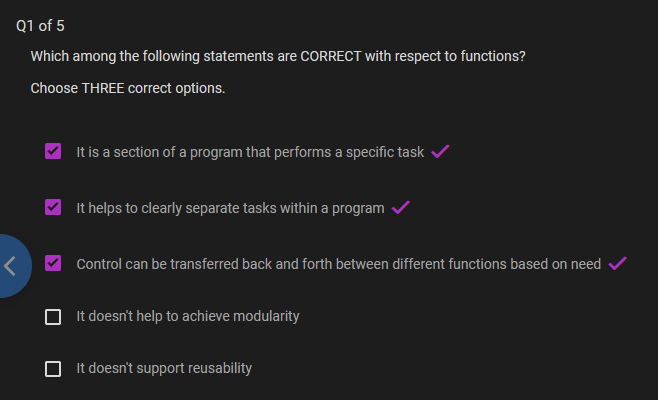 Q1 of 5
Which among the following statements are CORRECT with respect to functions?
Choose THREE correct options.
It is a section of a program that performs a specific task
It helps to clearly separate tasks within a program
Control can be transferred back and forth between different functions based on need
It doesn't help to achieve modularity
It doesn't support reusability